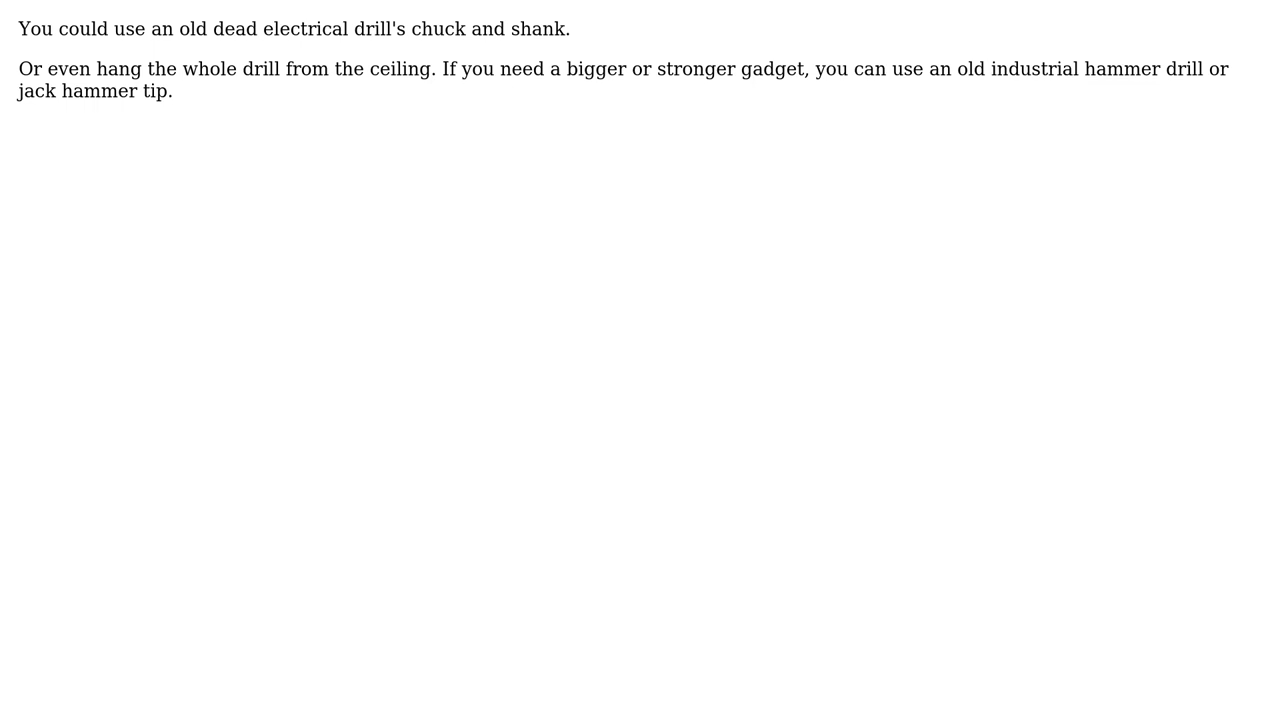 You could use an old dead electrical drill's chuck and shank.
Or even hang the whole drill from the ceiling. If you need a bigger or stronger gadget, you can use an old industrial hammer drill or
jack hammer tip.